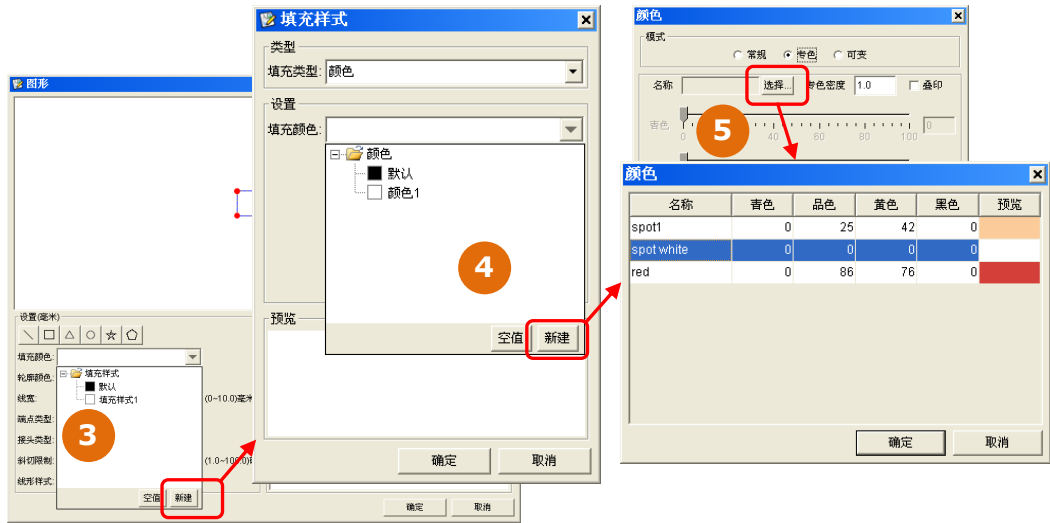 图形
设置(毫米)
填充颜色:
轮廓颜色:
线宽:
(0~10.0)毫米
端点类型:
接头类型:
斜切限制:
线形样式:
填充样式
默认
填充样式1
3
空值
新建
确定
取消
填充样式
类型
填充类型:
颜色
设置
填充颜色:
颜色
默认
颜色1
4
空值
新建
预览
确定
取消
颜色
模式
常规
专色
可变
名称
选择...
专色密度
1.0
叠印
青色
5
0
40
60
80
100
0
颜色
名称 青色 品色 黄色 黑色 预览
spot1 0 25 42 0
spot white 0 0 0 0
red 0 86 76 0
确定
取消